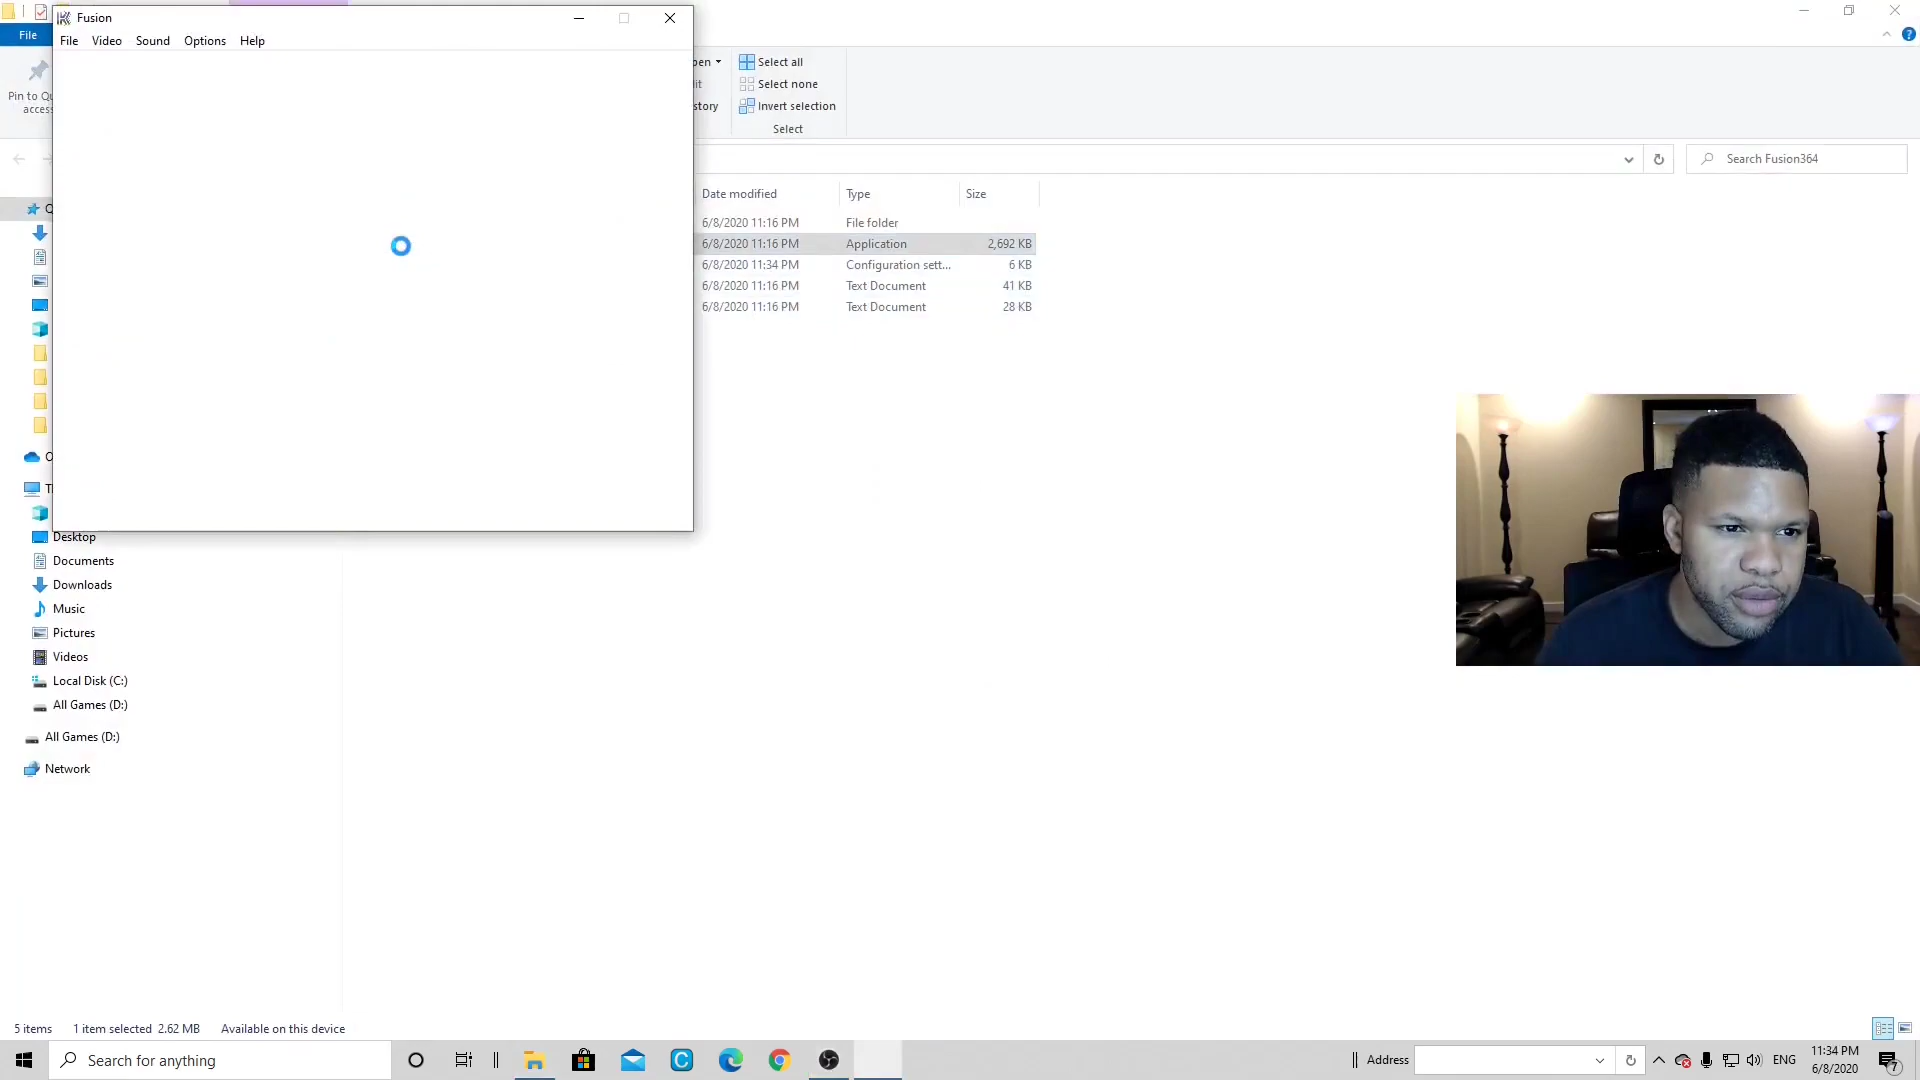 Fusion
File Video Sound Options Help
File
Pin to Qu
access
pen
it
story
Select all
Select none
Invert selection
Select
Search Fusion364
Date modified Type Size
6/8/2020 11:16 PM File folder
6/8/2020 11:16 PM Application 2,692 KB
6/8/2020 11:34 PM Configuration sett... 6 KB
6/8/2020 11:16 PM Text Document 41 KB
6/8/2020 11:16 PM Text Document 28 KB
Desktop
Documents
Downloads
Music
Pictures
Videos
Local Disk (C:)
All Games (D:)
All Games (D:)
Network
5 items 1 item selected 2.62 MB Available on this device
Search for anything
Address
ENG
11:34 PM
6/8/2020
7